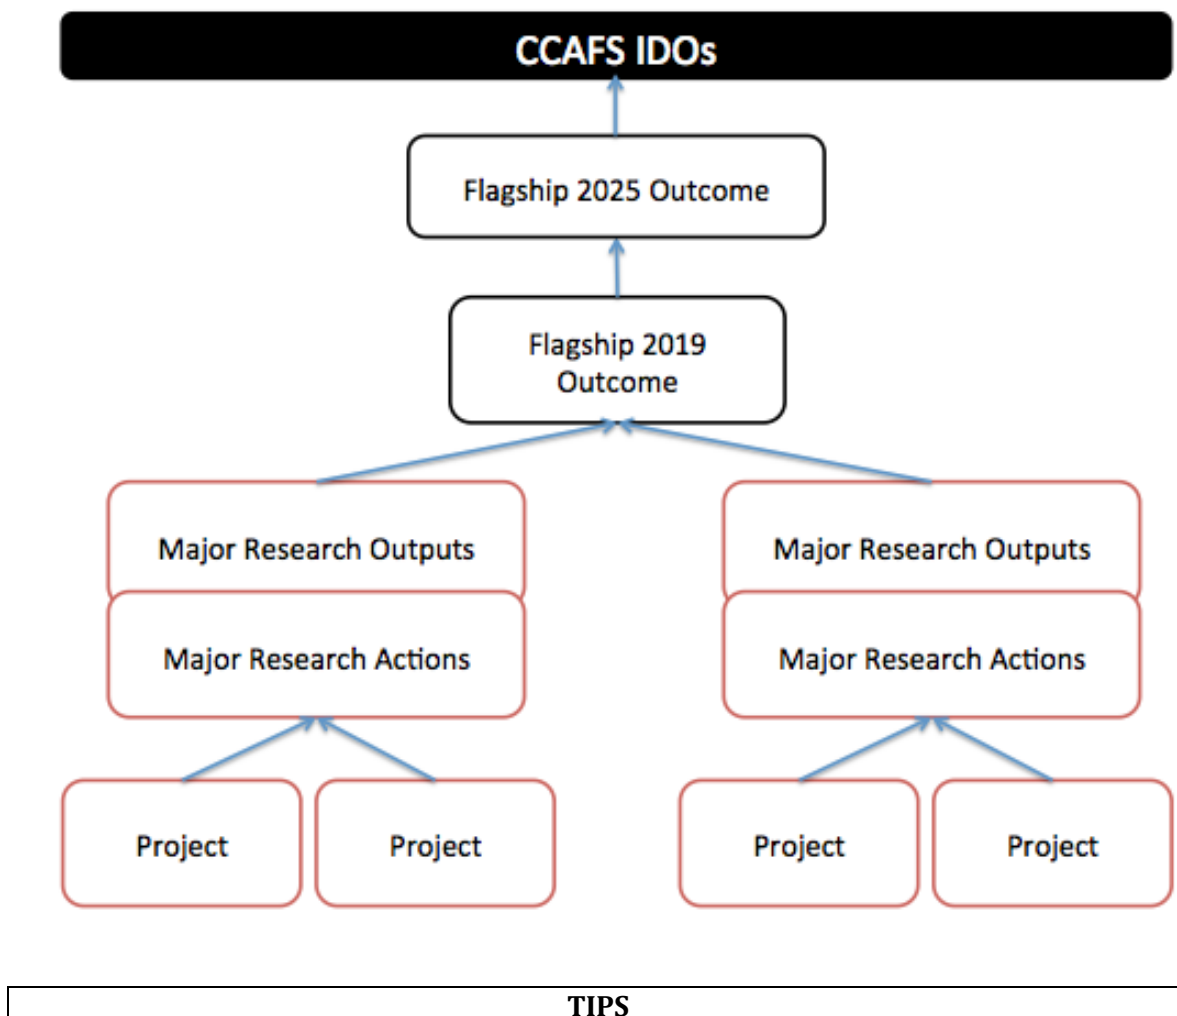 CCAFS IDOs
Flagship 2025 Outcome
Flagship 2019
Outcome
Major Research Outputs
Major Research Outputs
Major Research Actions
Major Research Actions
Project
Project
Project
Project
TIPS